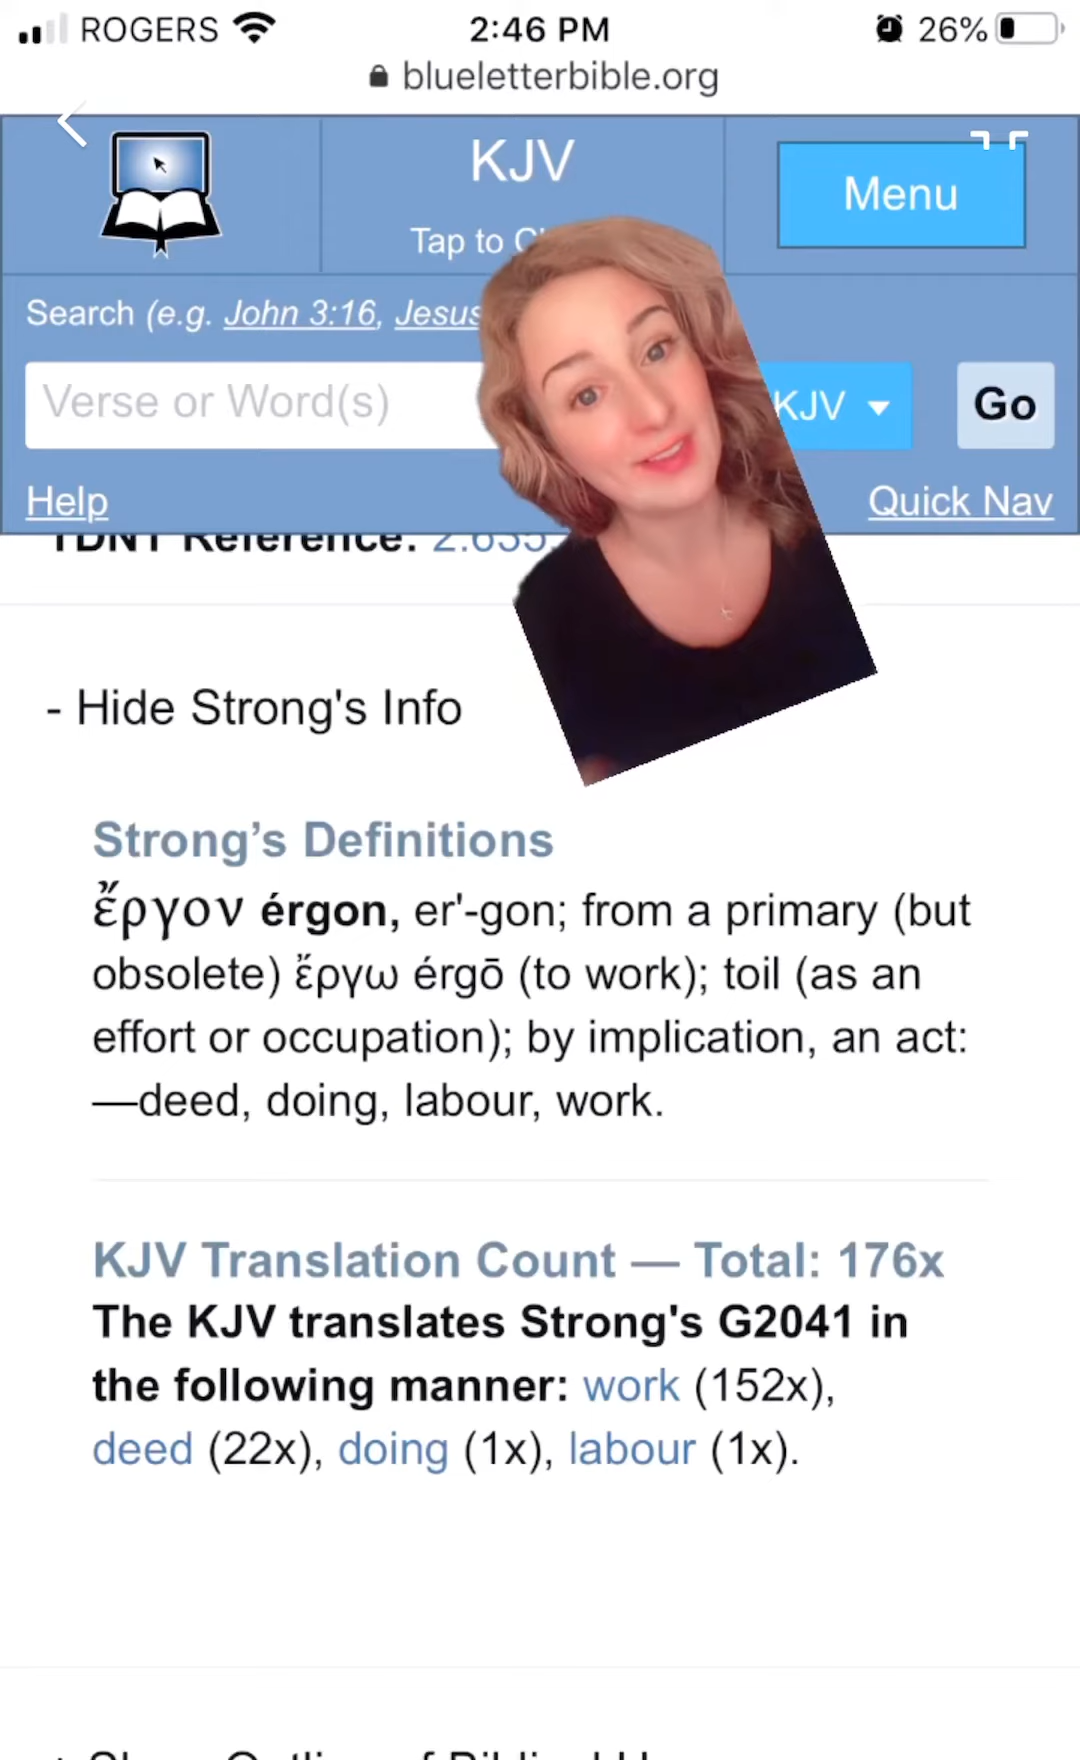 ROGERS 2:46 PM 26%
blueletterbible.org
KJV
Menu
Tap to
Search (e.g. John 3:16, Jesus
Verse or Word(s)
KJV
Go
Help
Quick Nav
TDNT Reference: 2:635,
- Hide Strong's Info
Strong’s Definitions
ἔργον érgon, er'-gon; from a primary (but
obsolete) ἔργω érgō (to work); toil (as an
effort or occupation); by implication, an act:
—deed, doing, labour, work.
KJV Translation Count — Total: 176x
The KJV translates Strong's G2041 in
the following manner: work (152x),
deed (22x), doing (1x), labour (1x).